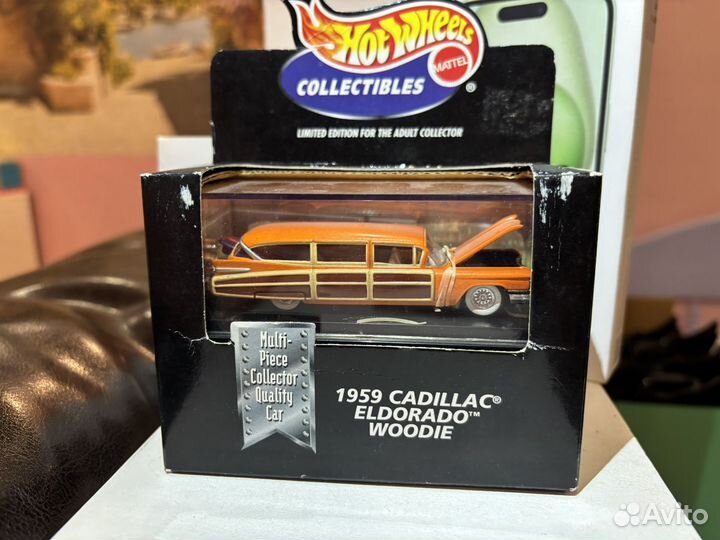 Hot Wheels
MATTEL
COLLECTIBLES
®
LIMITED EDITION FOR THE ADULT COLLECTOR
Multi-
Piece
Collector
Quality
Car
1959 CADILLAC®
ELDORADO™
WOODIE
Avito